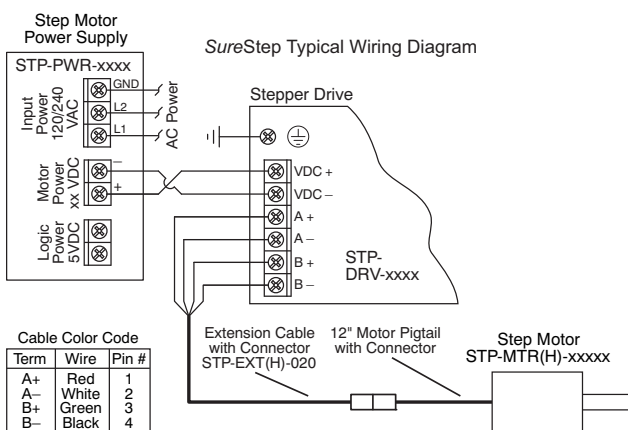 Step Motor
Power Supply
SureStep Typical Wiring Diagram
STP-PWR-xxxx
Input
Power
120/240
VAC
GND
L2
L1
AC Power
Motor
Power
xx VDC
–
+
Logic
Power
5VDC
Stepper Drive
VDC +
VDC –
A +
A –
B +
B –
STP-
DRV-xxxx
Cable Color Code
Term Wire Pin #
A+ Red 1
A– White 2
B+ Green 3
B– Black 4
Extension Cable
with Connector
STP-EXT(H)-020
12" Motor Pigtail
with Connector
Step Motor
STP-MTR(H)-xxxxx